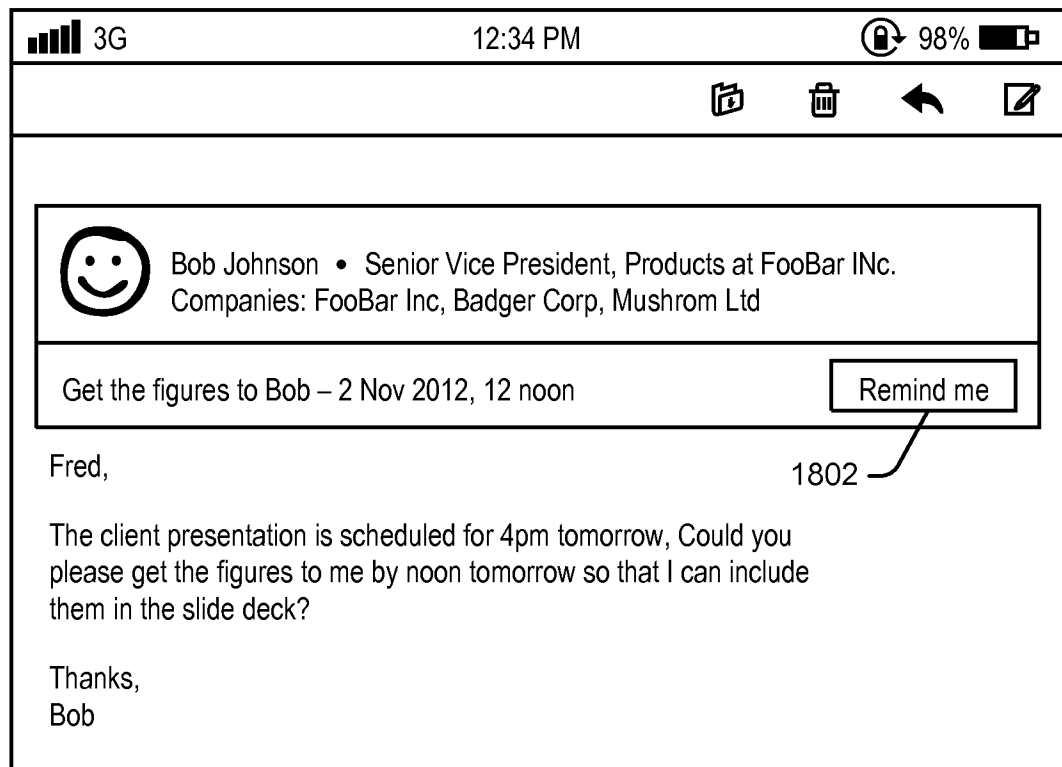 3G 12:34 PM 98%
Bob Johnson • Senior Vice President, Products at FooBar INc.
Companies: FooBar Inc, Badger Corp, Mushrom Ltd
Get the figures to Bob – 2 Nov 2012, 12 noon Remind me
Fred,
1802
The client presentation is scheduled for 4pm tomorrow, Could you
please get the figures to me by noon tomorrow so that I can include
them in the slide deck?
Thanks,
Bob